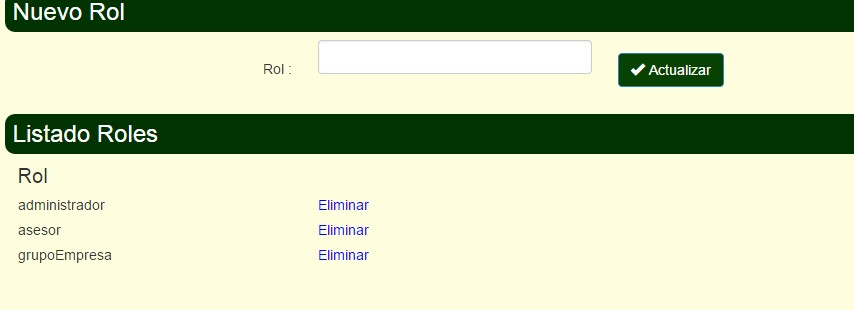 Nuevo Rol
Rol :
Actualizar
Listado Roles
Rol
administrador Eliminar
asesor Eliminar
grupoEmpresa Eliminar